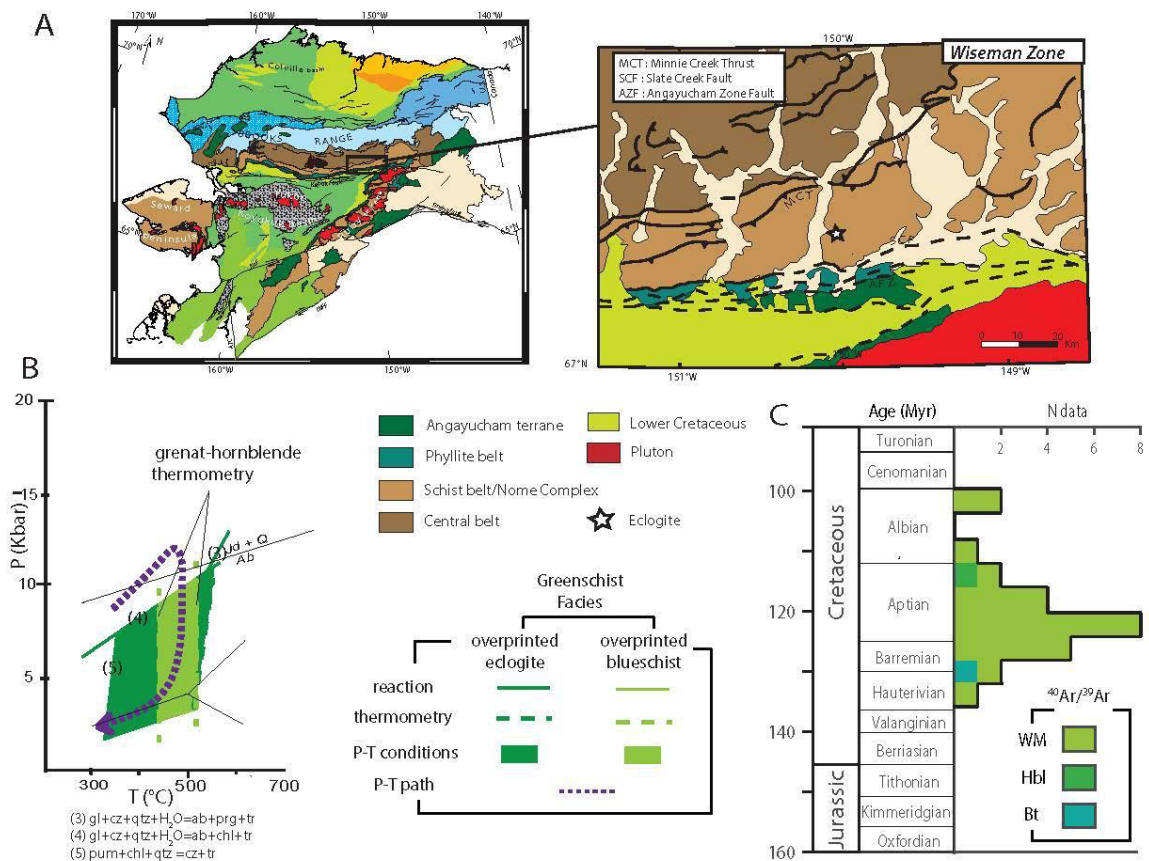 A
170°W
160°W
150°W
140°W
70°N
N
70°N
Colville basin
Canada
BROOKS
RANGE
Seward
Peninsula
65°N
65°N
160°W
150°W
150°W
Wiseman Zone
MCT : Minnie Creek Thrust
SCF : Slate Creek Fault
AZF : Angayucham Zone Fault
MCT
AFZ
0 10 20
Km
67°N
151°W
149°W
B
20
15
10
5
P (Kbar)
grenat-hornblende
thermometry
(3)
Jd + Q
Ab
(4)
(5)
300
500
700
T (°C)
(3) gl+cz+qtz+H₂O=ab+prg+tr
(4) gl+cz+qtz+H₂O=ab+chl+tr
(5) pum+chl+qtz =cz+tr
Angayucham terrane
Phyllite belt
Schist belt/Nome Complex
Central belt
Lower Cretaceous
Pluton
Eclogite
Greenschist
Facies
overprinted
eclogite
overprinted
blueschist
reaction
thermometry
P-T conditions
P-T path
C
Age (Myr)
N data
0 2 4 6 8
100
120
140
160
Cretaceous
Jurassic
Turonian
Cenomanian
Albian
Aptian
Barremian
Hauterivian
Valanginian
Berriasian
Tithonian
Kimmeridgian
Oxfordian
⁴⁰Ar/³⁹Ar
WM
Hbl
Bt